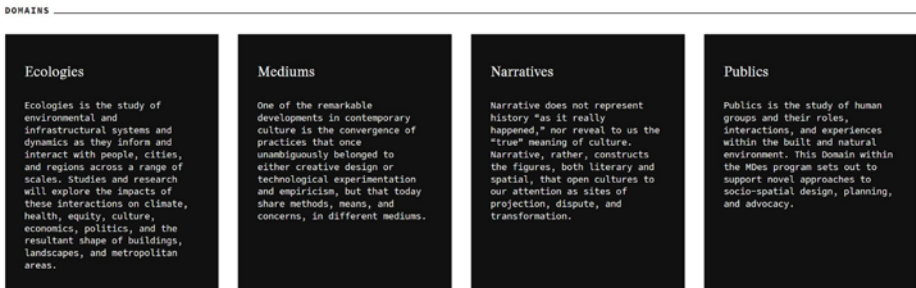 DOMAINS
Ecologies
Ecologies is the study of
environmental and
infrastructural systems and
dynamics as they inform and
interact with people, cities,
and regions across a range of
scales. Studies and research
will explore the impacts of
these interactions on climate,
health, equity, culture,
economics, politics, and the
resultant shape of buildings,
landscapes, and metropolitan
areas.
Mediums
One of the remarkable
developments in contemporary
culture is the convergence of
practices that once
unambiguously belonged to
either creative design or
technological experimentation
and empiricism, but that today
share methods, means, and
concerns, in different mediums.
Narratives
Narrative does not represent
history “as it really
happened,” nor reveal to us the
“true” meaning of culture.
Narrative, rather, constructs
the figures, both literary and
spatial, that open cultures to
our attention as sites of
projection, dispute, and
transformation.
Publics
Publics is the study of human
groups and their roles,
interactions, and experiences
within the built and natural
environment. This Domain within
the MDes program sets out to
support novel approaches to
socio-spatial design, planning,
and advocacy.